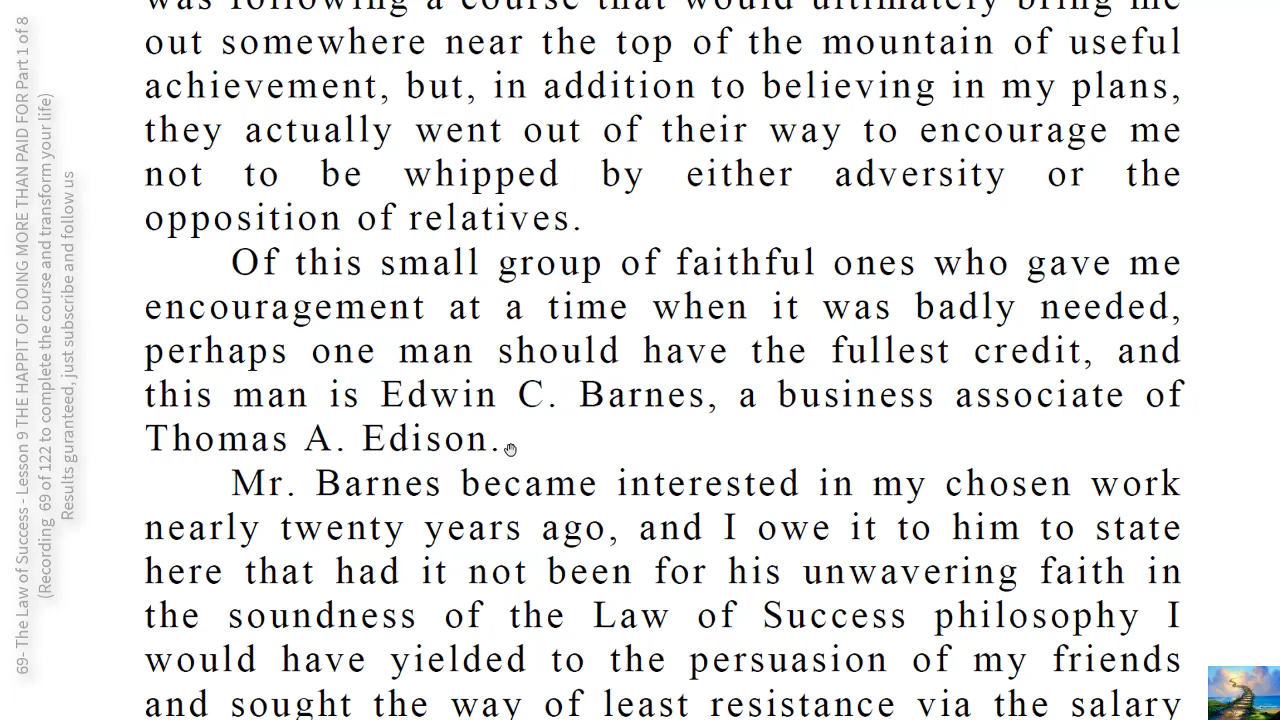 was following a course that would ultimately bring me
out somewhere near the top of the mountain of useful
achievement, but, in addition to believing in my plans,
they actually went out of their way to encourage me
not to be whipped by either adversity or the
opposition of relatives.
Of this small group of faithful ones who gave me
encouragement at a time when it was badly needed,
perhaps one man should have the fullest credit, and
this man is Edwin C. Barnes, a business associate of
Thomas A. Edison.
Mr. Barnes became interested in my chosen work
nearly twenty years ago, and I owe it to him to state
here that had it not been for his unwavering faith in
the soundness of the Law of Success philosophy I
would have yielded to the persuasion of my friends
and sought the way of least resistance via the salary
69- The Law of Success - Lesson 9 THE HAPPIT OF DOING MORE THAN PAID FOR Part 1 of 8
(Recording 69 of 122 to complete the course and transform your life)
Results guranteed, just subscribe and follow us